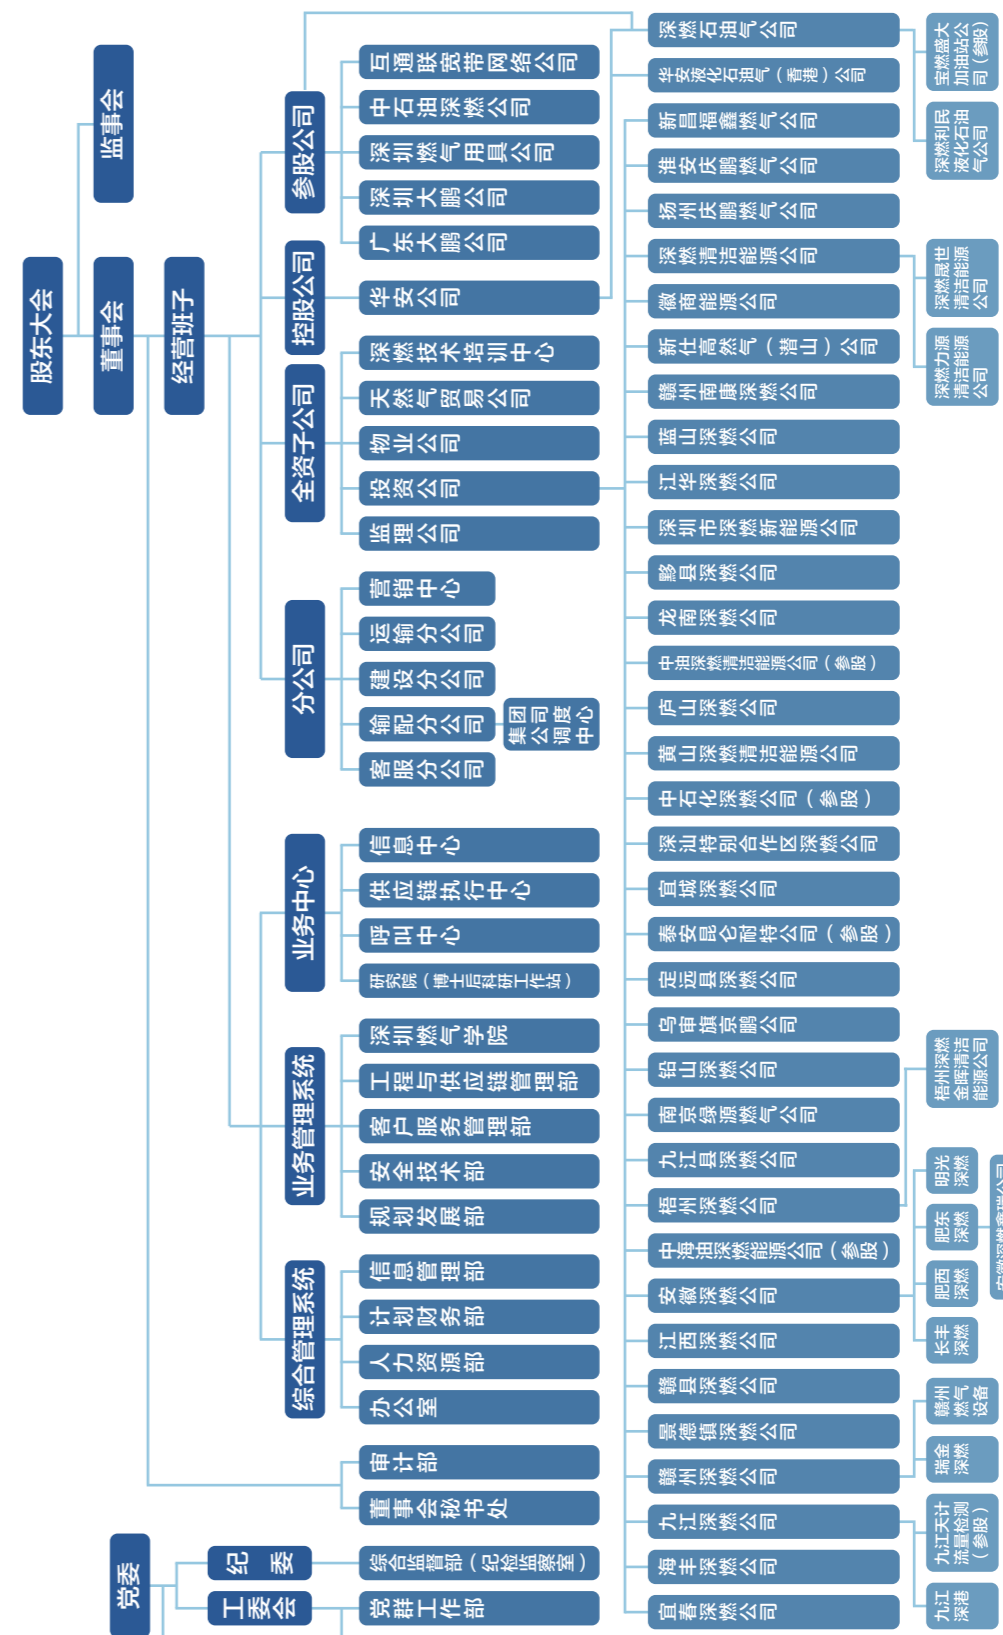 股东大会
监事会
董事会
经营班子
参股公司
互通联宽带网络公司
中石油深燃公司
深圳燃气用具公司
深圳大鹏公司
广东大鹏公司
控股公司
华安公司
全资子公司
深燃技术培训中心
天然气贸易公司
物业公司
投资公司
监理公司
分公司
营销中心
运输分公司
建设分公司
输配分公司
集团
公司
调度
中心
客服分公司
业务中心
信息中心
供应链执行中心
呼叫中心
研究院（博士后科研工作站）
业务管理系统
深圳燃气学院
工程与供应链管理部
客户服务管理部
安全技术部
规划发展部
综合管理系统
信息管理部
计划财务部
人力资源部
办公室
审计部
董事会秘书处
党委
纪 委
综合监督部（纪检监察室）
工委会
党群工作部
深燃石油气公司
华安液化石油气（香港）公司
新昌福鑫燃气公司
淮安庆鹏燃气公司
扬州庆鹏燃气公司
深燃清洁能源公司
徽商能源公司
新仕高然气（潜山）公司
赣州南康深燃公司
蓝山深燃公司
江华深燃公司
深圳市深燃新能源公司
黟县深燃公司
龙南深燃公司
中油深燃清洁能源公司（参股）
庐山深燃公司
黄山深燃清洁能源公司
中石化深燃公司（参股）
深汕特别合作区深燃公司
宜城深燃公司
泰安昆仑耐特公司（参股）
定远县深燃公司
乌审旗京鹏公司
铅山深燃公司
南京绿源燃气公司
九江县深燃公司
梧州深燃公司
中海油深燃能源公司（参股）
安徽深燃公司
江西深燃公司
赣县深燃公司
景德镇深燃公司
赣州深燃公司
九江深燃公司
海丰深燃公司
宜春深燃公司
宝燃盛大
加油站公
司（参股）
深燃利民
液化石油
气公司
深燃晟世
清洁能源
公司
深燃力源
清洁能源
公司
梧州深燃
金晖清洁
能源公司
明光
深燃
肥东
深燃
肥西
深燃
长丰
深燃
赣州
燃气
设备
瑞金
深燃
九江天计
流量检测
（参股）
九江
深港